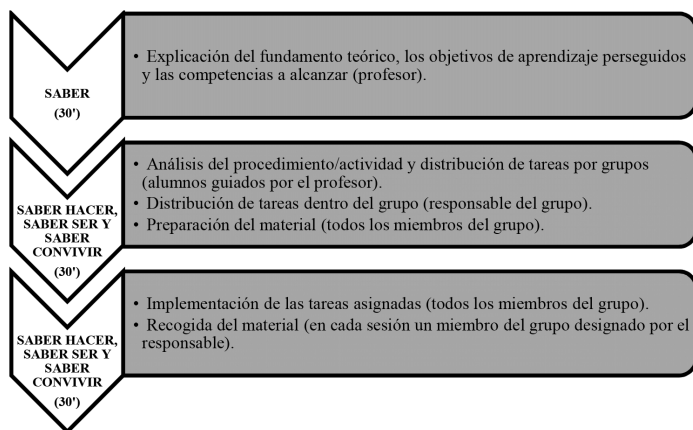 SABER
(30')
• Explicación del fundamento teórico, los objetivos de aprendizaje perseguidos
y las competencias a alcanzar (profesor).
SABER HACER,
SABER SER Y
SABER
CONVIVIR
(30')
• Análisis del procedimiento/actividad y distribución de tareas por grupos
(alumnos guiados por el profesor).
• Distribución de tareas dentro del grupo (responsable del grupo).
• Preparación del material (todos los miembros del grupo).
SABER HACER,
SABER SER Y
SABER
CONVIVIR
(30')
• Implementación de las tareas asignadas (todos los miembros del grupo).
• Recogida del material (en cada sesión un miembro del grupo designado por el
responsable).